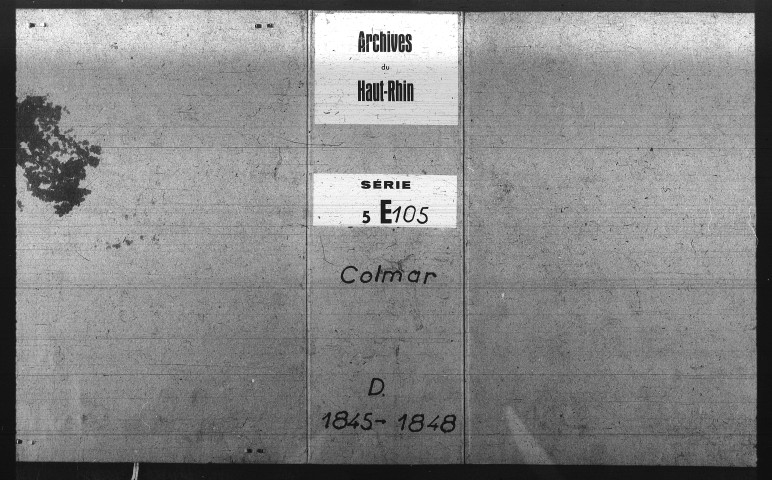 Archives
du
Haut-Rhin
SÉRIE
5 E105
Colmar
D.
1845-1848